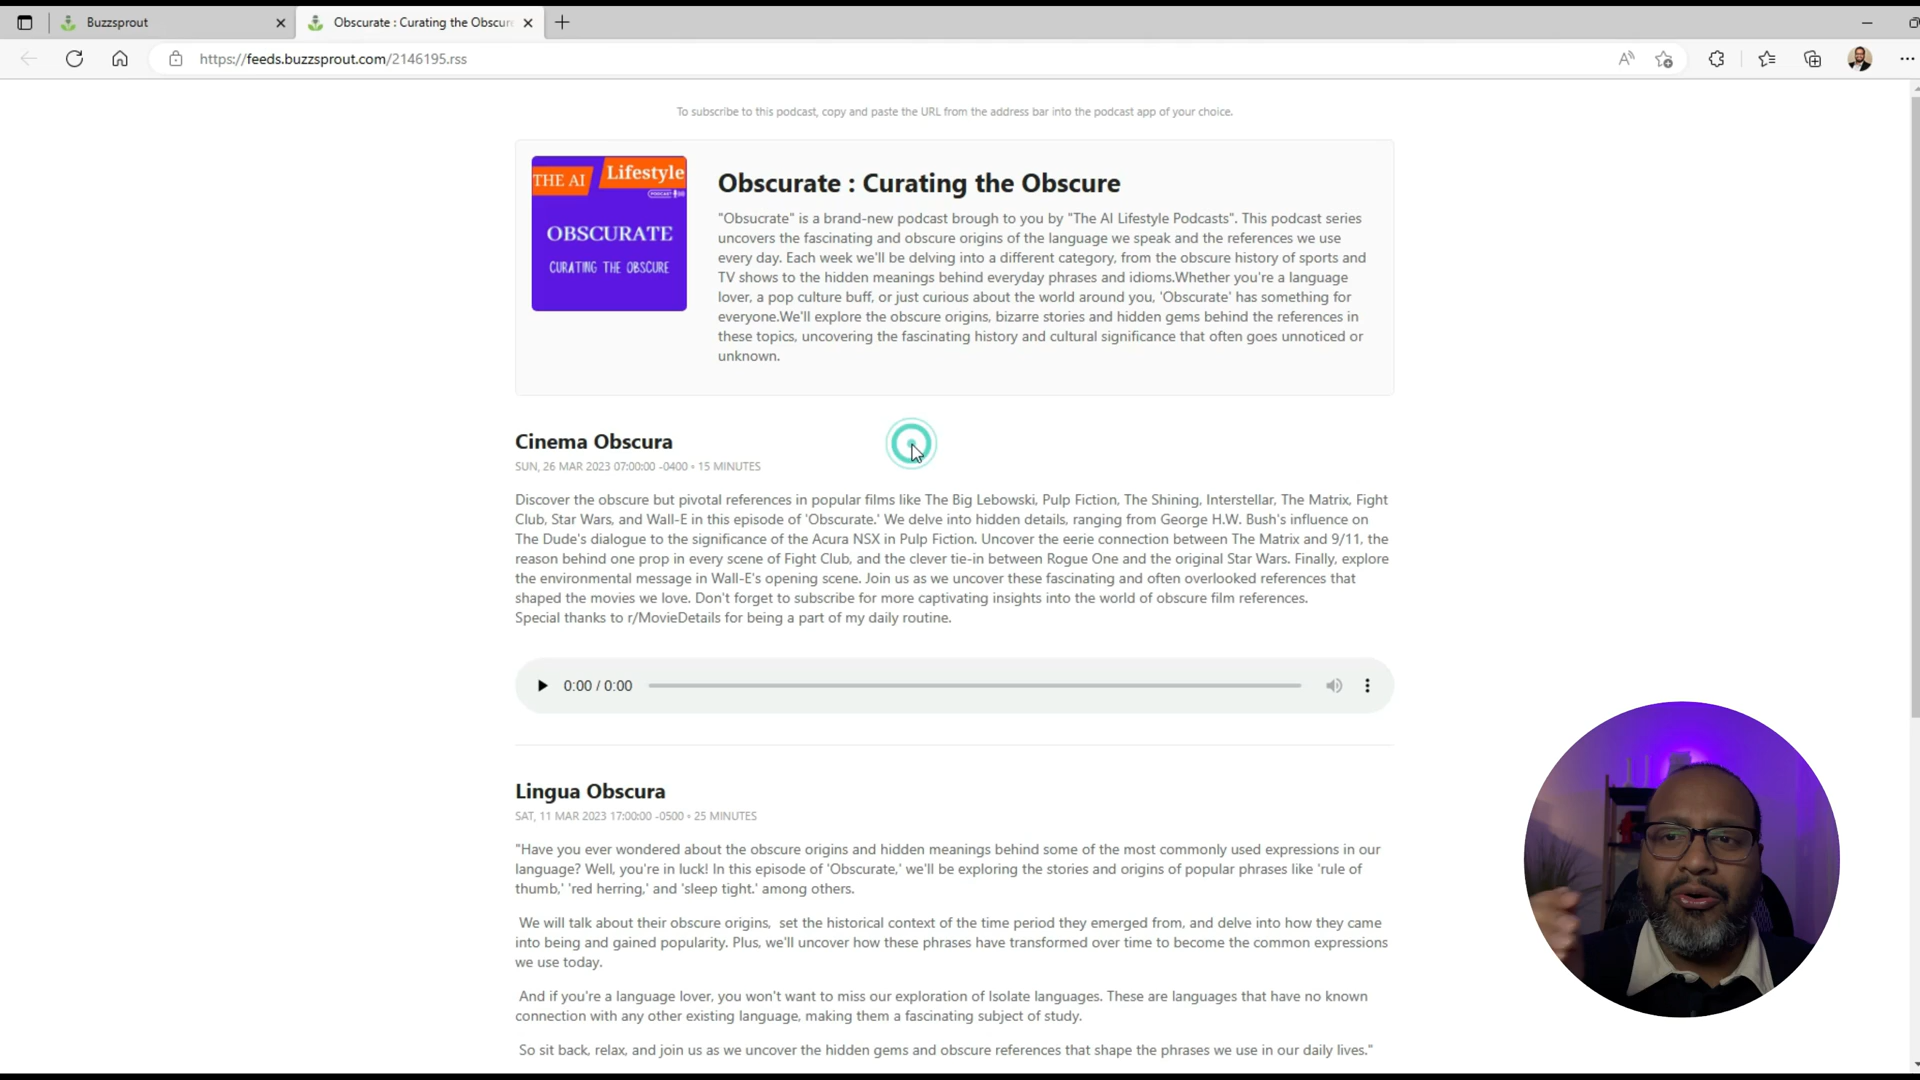 Buzzsprout
Obscurate : Curating the Obscure
https://feeds.buzzsprout.com/2146195.rss
To subscribe to this podcast, copy and paste the URL from the address bar into the podcast app of your choice.
THE AI Lifestyle
PODCAST
OBSCURATE
CURATING THE OBSCURE
Obscurate : Curating the Obscure
"Obsucrate" is a brand-new podcast brough to you by "The AI Lifestyle Podcasts". This podcast series
uncovers the fascinating and obscure origins of the language we speak and the references we use
every day. Each week we'll be delving into a different category, from the obscure history of sports and
TV shows to the hidden meanings behind everyday phrases and idioms.Whether you're a language
lover, a pop culture buff, or just curious about the world around you, 'Obscurate' has something for
everyone.We'll explore the obscure origins, bizarre stories and hidden gems behind the references in
these topics, uncovering the fascinating history and cultural significance that often goes unnoticed or
unknown.
Cinema Obscura
SUN, 26 MAR 2023 07:00:00 -0400 • 15 MINUTES
Discover the obscure but pivotal references in popular films like The Big Lebowski, Pulp Fiction, The Shining, Interstellar, The Matrix, Fight
Club, Star Wars, and Wall-E in this episode of 'Obscurate.' We delve into hidden details, ranging from George H.W. Bush's influence on
The Dude's dialogue to the significance of the Acura NSX in Pulp Fiction. Uncover the eerie connection between The Matrix and 9/11, the
reason behind one prop in every scene of Fight Club, and the clever tie-in between Rogue One and the original Star Wars. Finally, explore
the environmental message in Wall-E's opening scene. Join us as we uncover these fascinating and often overlooked references that
shaped the movies we love. Don't forget to subscribe for more captivating insights into the world of obscure film references.
Special thanks to r/MovieDetails for being a part of my daily routine.
0:00 / 0:00
Lingua Obscura
SAT, 11 MAR 2023 17:00:00 -0500 • 25 MINUTES
"Have you ever wondered about the obscure origins and hidden meanings behind some of the most commonly used expressions in our
language? Well, you're in luck! In this episode of 'Obscurate,' we'll be exploring the stories and origins of popular phrases like 'rule of
thumb,' 'red herring,' and 'sleep tight.' among others.
We will talk about their obscure origins,  set the historical context of the time period they emerged from, and delve into how they came
into being and gained popularity. Plus, we'll uncover how these phrases have transformed over time to become the common expressions
we use today.
And if you're a language lover, you won't want to miss our exploration of Isolate languages. These are languages that have no known
connection with any other existing language, making them a fascinating subject of study.
So sit back, relax, and join us as we uncover the hidden gems and obscure references that shape the phrases we use in our daily lives."